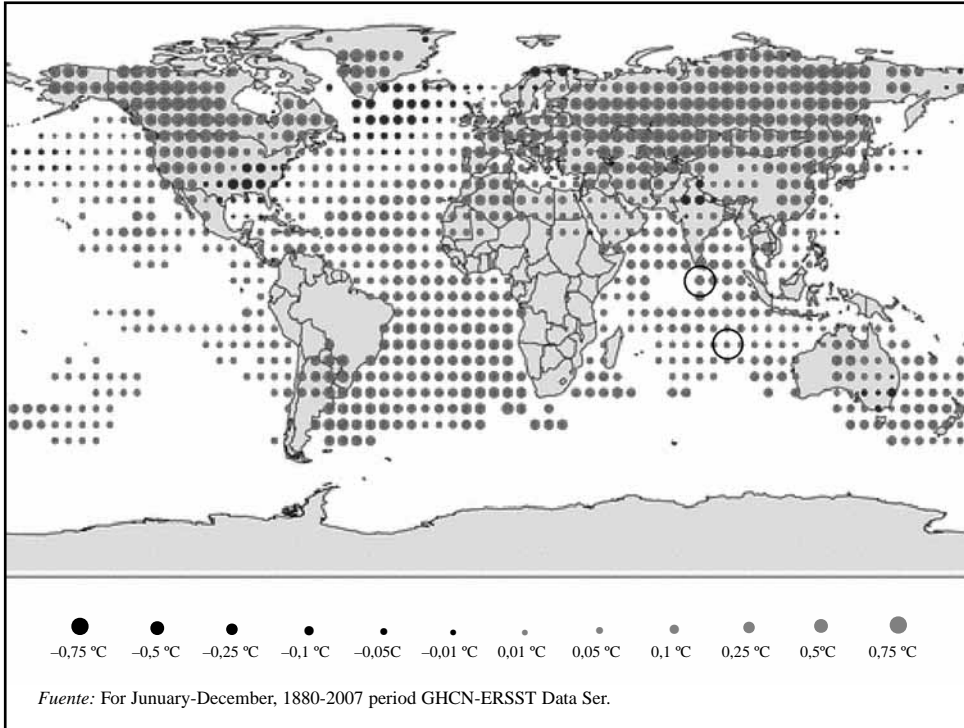 –0,75 ºC –0,5 ºC –0,25 ºC –0,1 ºC –0,05C –0,01 ºC 0,01 ºC 0,05 ºC 0,1 ºC 0,25 ºC 0,5ºC 0,75 ºC
Fuente: For Junuary-December, 1880-2007 period GHCN-ERSST Data Ser.